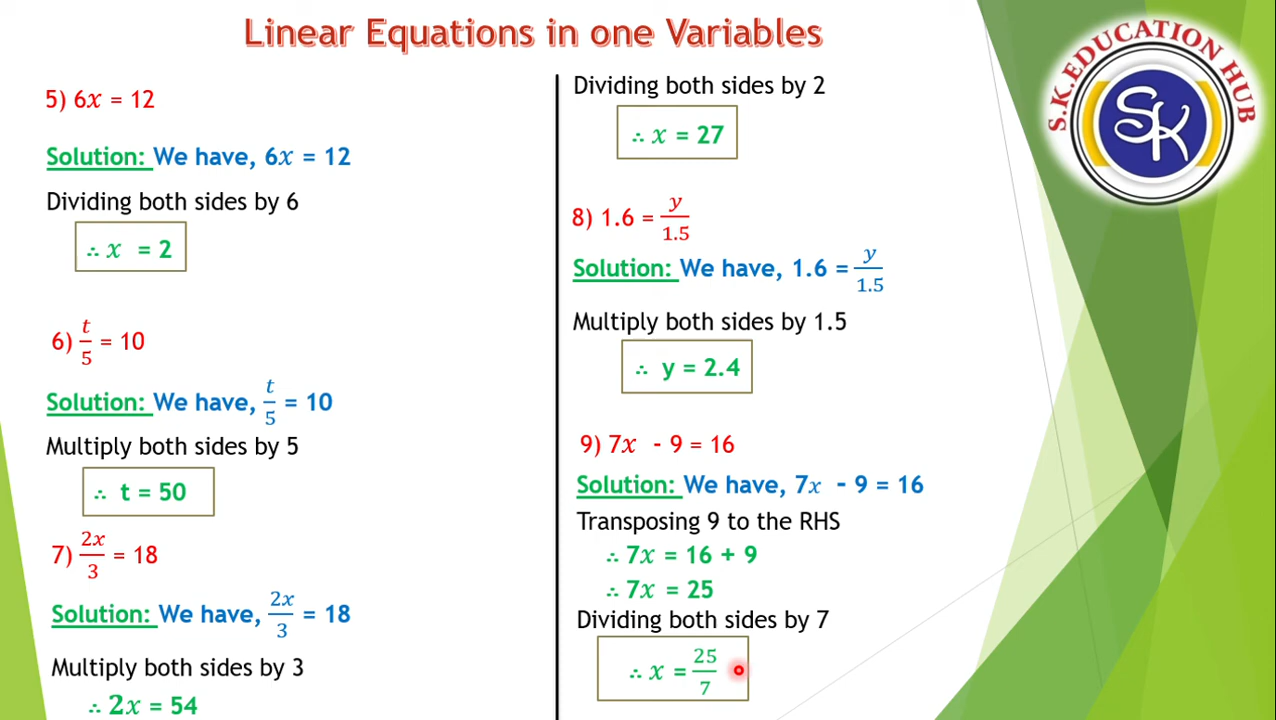 Linear Equations in one Variables
5) 6x = 12
Solution: We have, 6x = 12
Dividing both sides by 6
∴ x = 2
6) t/5 = 10
Solution: We have, t/5 = 10
Multiply both sides by 5
∴ t = 50
7) 2x/3 = 18
Solution: We have, 2x/3 = 18
Multiply both sides by 3
∴ 2x = 54
Dividing both sides by 2
∴ x = 27
8) 1.6 = y/1.5
Solution: We have, 1.6 = y/1.5
Multiply both sides by 1.5
∴ y = 2.4
9) 7x - 9 = 16
Solution: We have, 7x - 9 = 16
Transposing 9 to the RHS
∴ 7x = 16 + 9
∴ 7x = 25
Dividing both sides by 7
∴ x = 25/7
S.K.EDUCATION HUB
SK